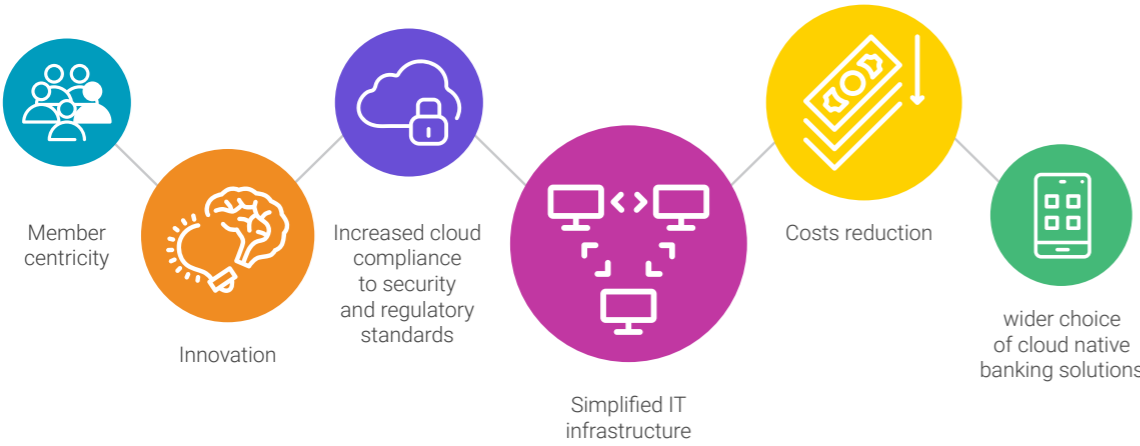 Member
centricity
Innovation
Increased cloud
compliance
to security
and regulatory
standards
Simplified IT
infrastructure
Costs reduction
wider choice
of cloud native
banking solutions